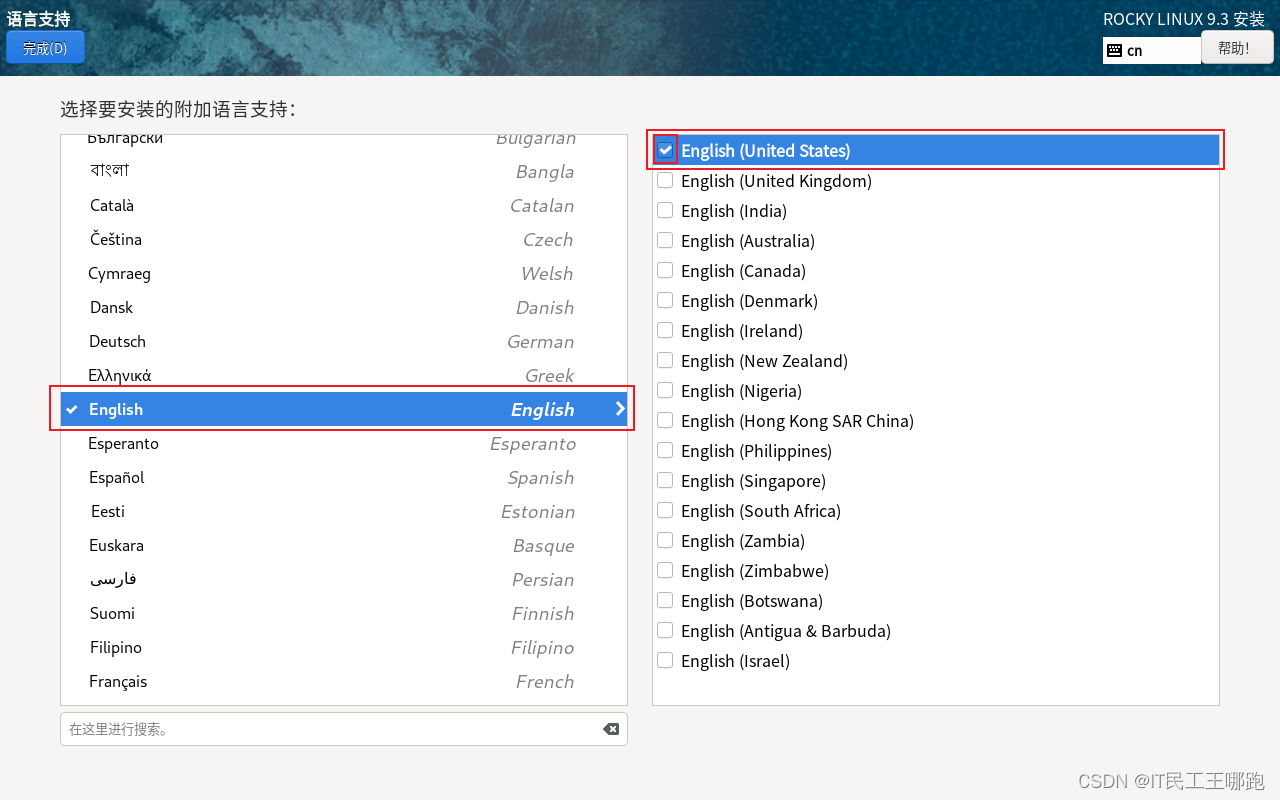 语言支持
完成(D)
ROCKY LINUX 9.3 安装
cn
帮助！
选择要安装的附加语言支持：
Български Bulgarian
বাংলা Bangla
Català Catalan
Čeština Czech
Cymraeg Welsh
Dansk Danish
Deutsch German
Ελληνικά Greek
English English
Esperanto Esperanto
Español Spanish
Eesti Estonian
Euskara Basque
فارسی Persian
Suomi Finnish
Filipino Filipino
Français French
在这里进行搜索。
English (United States)
English (United Kingdom)
English (India)
English (Australia)
English (Canada)
English (Denmark)
English (Ireland)
English (New Zealand)
English (Nigeria)
English (Hong Kong SAR China)
English (Philippines)
English (Singapore)
English (South Africa)
English (Zambia)
English (Zimbabwe)
English (Botswana)
English (Antigua & Barbuda)
English (Israel)
CSDN @IT民工王哪跑